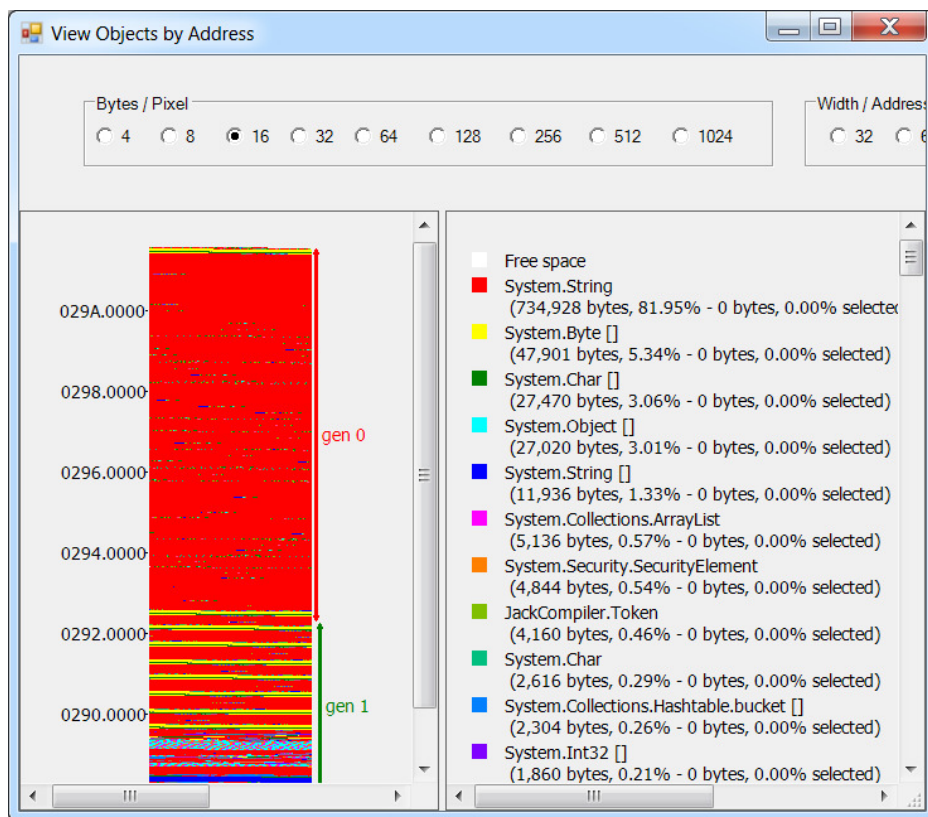 View Objects by Address
Bytes / Pixel
4 8 16 32 64 128 256 512 1024
Width / Address
32 6
029A.0000
0298.0000
0296.0000
0294.0000
0292.0000
0290.0000
gen 0
gen 1
Free space
System.String
(734,928 bytes, 81.95% - 0 bytes, 0.00% selected
System.Byte []
(47,901 bytes, 5.34% - 0 bytes, 0.00% selected)
System.Char []
(27,470 bytes, 3.06% - 0 bytes, 0.00% selected)
System.Object []
(27,020 bytes, 3.01% - 0 bytes, 0.00% selected)
System.String []
(11,936 bytes, 1.33% - 0 bytes, 0.00% selected)
System.Collections.ArrayList
(5,136 bytes, 0.57% - 0 bytes, 0.00% selected)
System.Security.SecurityElement
(4,844 bytes, 0.54% - 0 bytes, 0.00% selected)
JackCompiler.Token
(4,160 bytes, 0.46% - 0 bytes, 0.00% selected)
System.Char
(2,616 bytes, 0.29% - 0 bytes, 0.00% selected)
System.Collections.Hashtable.bucket []
(2,304 bytes, 0.26% - 0 bytes, 0.00% selected)
System.Int32 []
(1,860 bytes, 0.21% - 0 bytes, 0.00% selected)